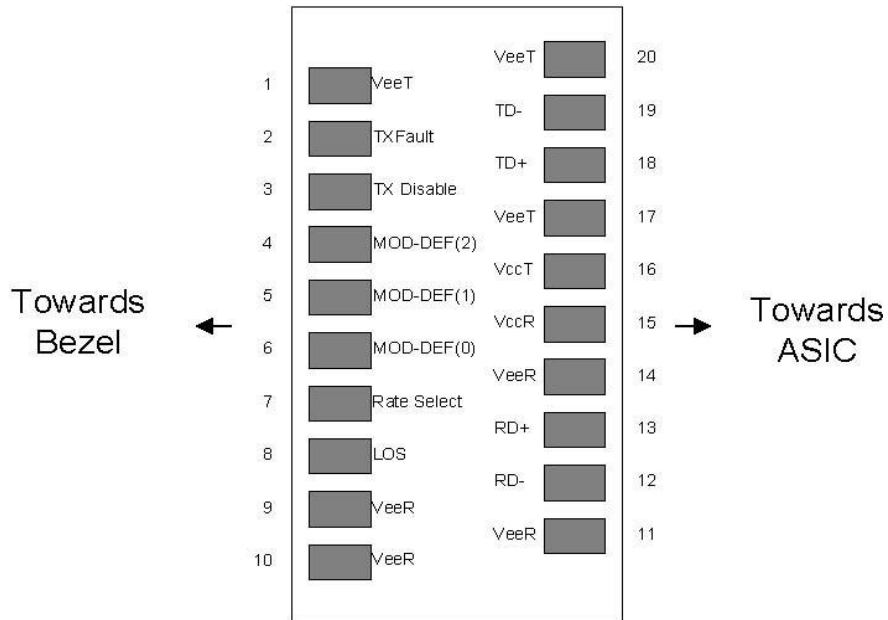 1 VeeT
2 TXFault
3 TX Disable
4 MOD-DEF(2)
5 MOD-DEF(1)
6 MOD-DEF(0)
7 Rate Select
8 LOS
9 VeeR
10 VeeR
VeeT 20
TD- 19
TD+ 18
VeeT 17
VccT 16
VccR 15
VeeR 14
RD+ 13
RD- 12
VeeR 11
Towards
Bezel
Towards
ASIC